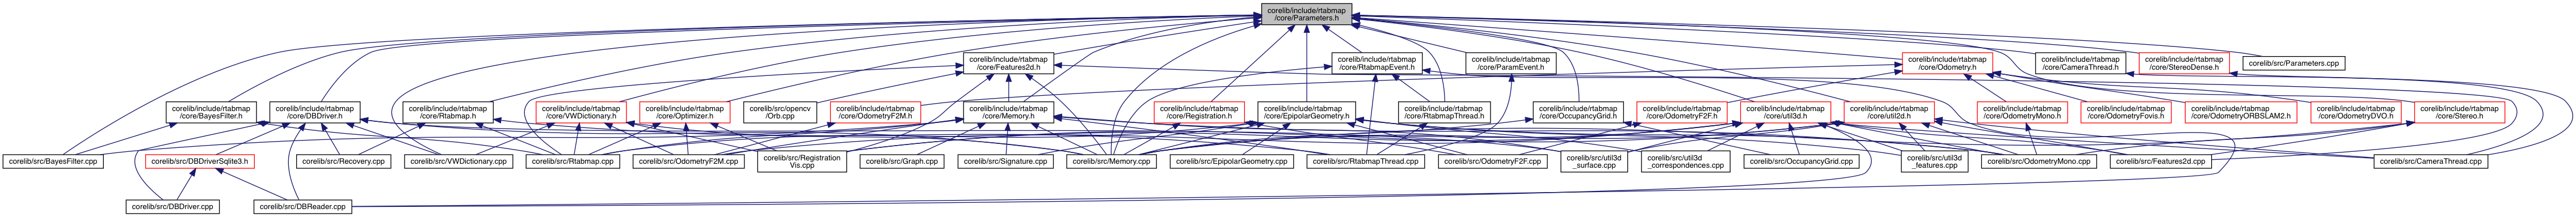 corelib/include/rtabmap
/core/Parameters.h
corelib/include/rtabmap
/core/Features2d.h
corelib/include/rtabmap
/core/RtabmapEvent.h
corelib/include/rtabmap
/core/ParamEvent.h
corelib/include/rtabmap
/core/Odometry.h
corelib/include/rtabmap
/core/CameraThread.h
corelib/include/rtabmap
/core/StereoDense.h
corelib/src/Parameters.cpp
corelib/include/rtabmap
/core/BayesFilter.h
corelib/include/rtabmap
/core/DBDriver.h
corelib/include/rtabmap
/core/Rtabmap.h
corelib/include/rtabmap
/core/VWDictionary.h
corelib/include/rtabmap
/core/Optimizer.h
corelib/src/opencv
/Orb.cpp
corelib/include/rtabmap
/core/OdometryF2M.h
corelib/include/rtabmap
/core/Memory.h
corelib/include/rtabmap
/core/Registration.h
corelib/include/rtabmap
/core/EpipolarGeometry.h
corelib/include/rtabmap
/core/RtabmapThread.h
corelib/include/rtabmap
/core/OccupancyGrid.h
corelib/include/rtabmap
/core/OdometryF2F.h
corelib/include/rtabmap
/core/util3d.h
corelib/include/rtabmap
/core/util2d.h
corelib/include/rtabmap
/core/OdometryMono.h
corelib/include/rtabmap
/core/OdometryFovis.h
corelib/include/rtabmap
/core/OdometryORBSLAM2.h
corelib/include/rtabmap
/core/OdometryDVO.h
corelib/include/rtabmap
/core/Stereo.h
corelib/src/BayesFilter.cpp
corelib/src/DBDriverSqlite3.h
corelib/src/Recovery.cpp
corelib/src/VWDictionary.cpp
corelib/src/Rtabmap.cpp
corelib/src/OdometryF2M.cpp
corelib/src/Registration
Vis.cpp
corelib/src/Graph.cpp
corelib/src/Signature.cpp
corelib/src/Memory.cpp
corelib/src/EpipolarGeometry.cpp
corelib/src/RtabmapThread.cpp
corelib/src/OdometryF2F.cpp
corelib/src/util3d
_surface.cpp
corelib/src/util3d
_correspondences.cpp
corelib/src/OccupancyGrid.cpp
corelib/src/util3d
_features.cpp
corelib/src/OdometryMono.cpp
corelib/src/Features2d.cpp
corelib/src/CameraThread.cpp
corelib/src/DBDriver.cpp
corelib/src/DBReader.cpp